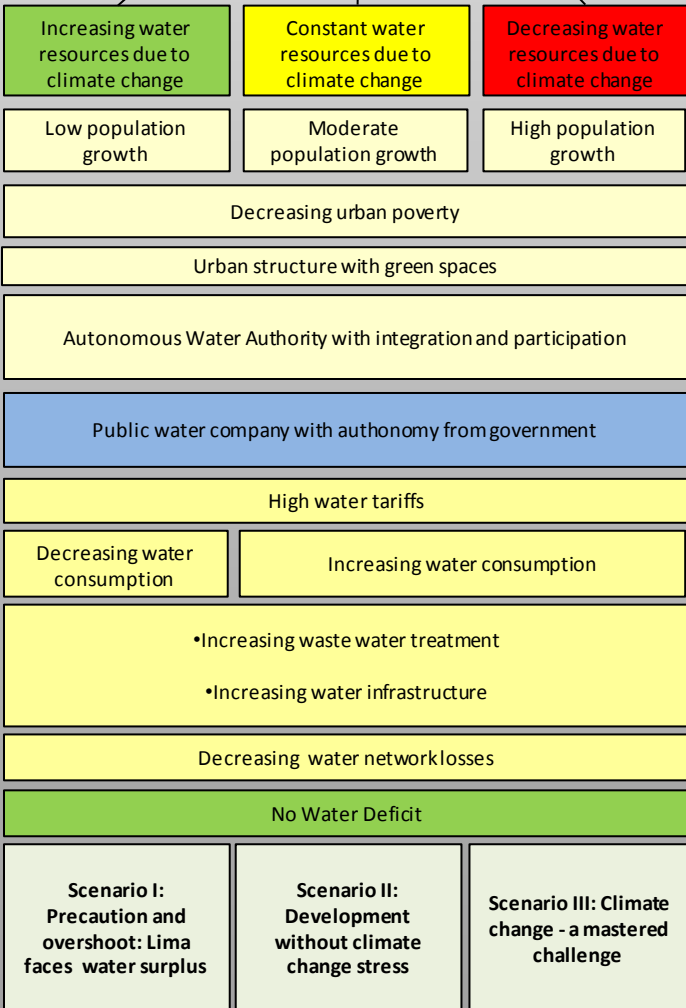 Increasing water
resources due to
climate change
Constant water
resources due to
climate change
Decreasing water
resources due to
climate change
Low population
growth
Moderate
population growth
High population
growth
Decreasing urban poverty
Urban structure with green spaces
Autonomous Water Authority with integration and participation
Public water company with authonomy from government
High water tariffs
Decreasing water
consumption
Increasing water consumption
•Increasing waste water treatment
•Increasing water infrastructure
Decreasing water network losses
No Water Deficit
Scenario I:
Precaution and
overshoot: Lima
faces water surplus
Scenario II:
Development
without climate
change stress
Scenario III: Climate
change - a mastered
challenge